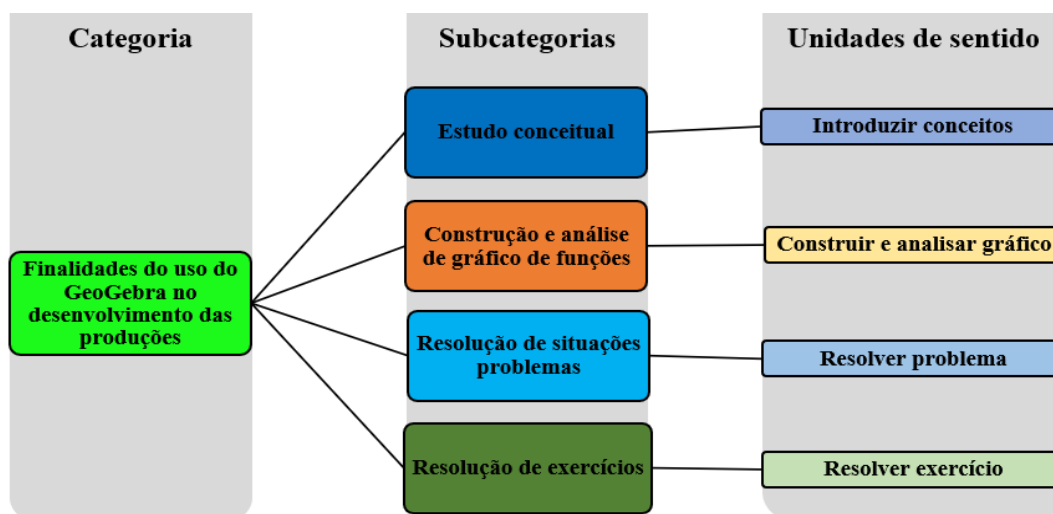 Categoria
Subcategorias
Unidades de sentido
Finalidades do uso do
GeoGebra no
desenvolvimento das
produções
Estudo conceitual
Introduzir conceitos
Construção e análise
de gráfico de funções
Construir e analisar gráfico
Resolução de situações
problemas
Resolver problema
Resolução de exercícios
Resolver exercício